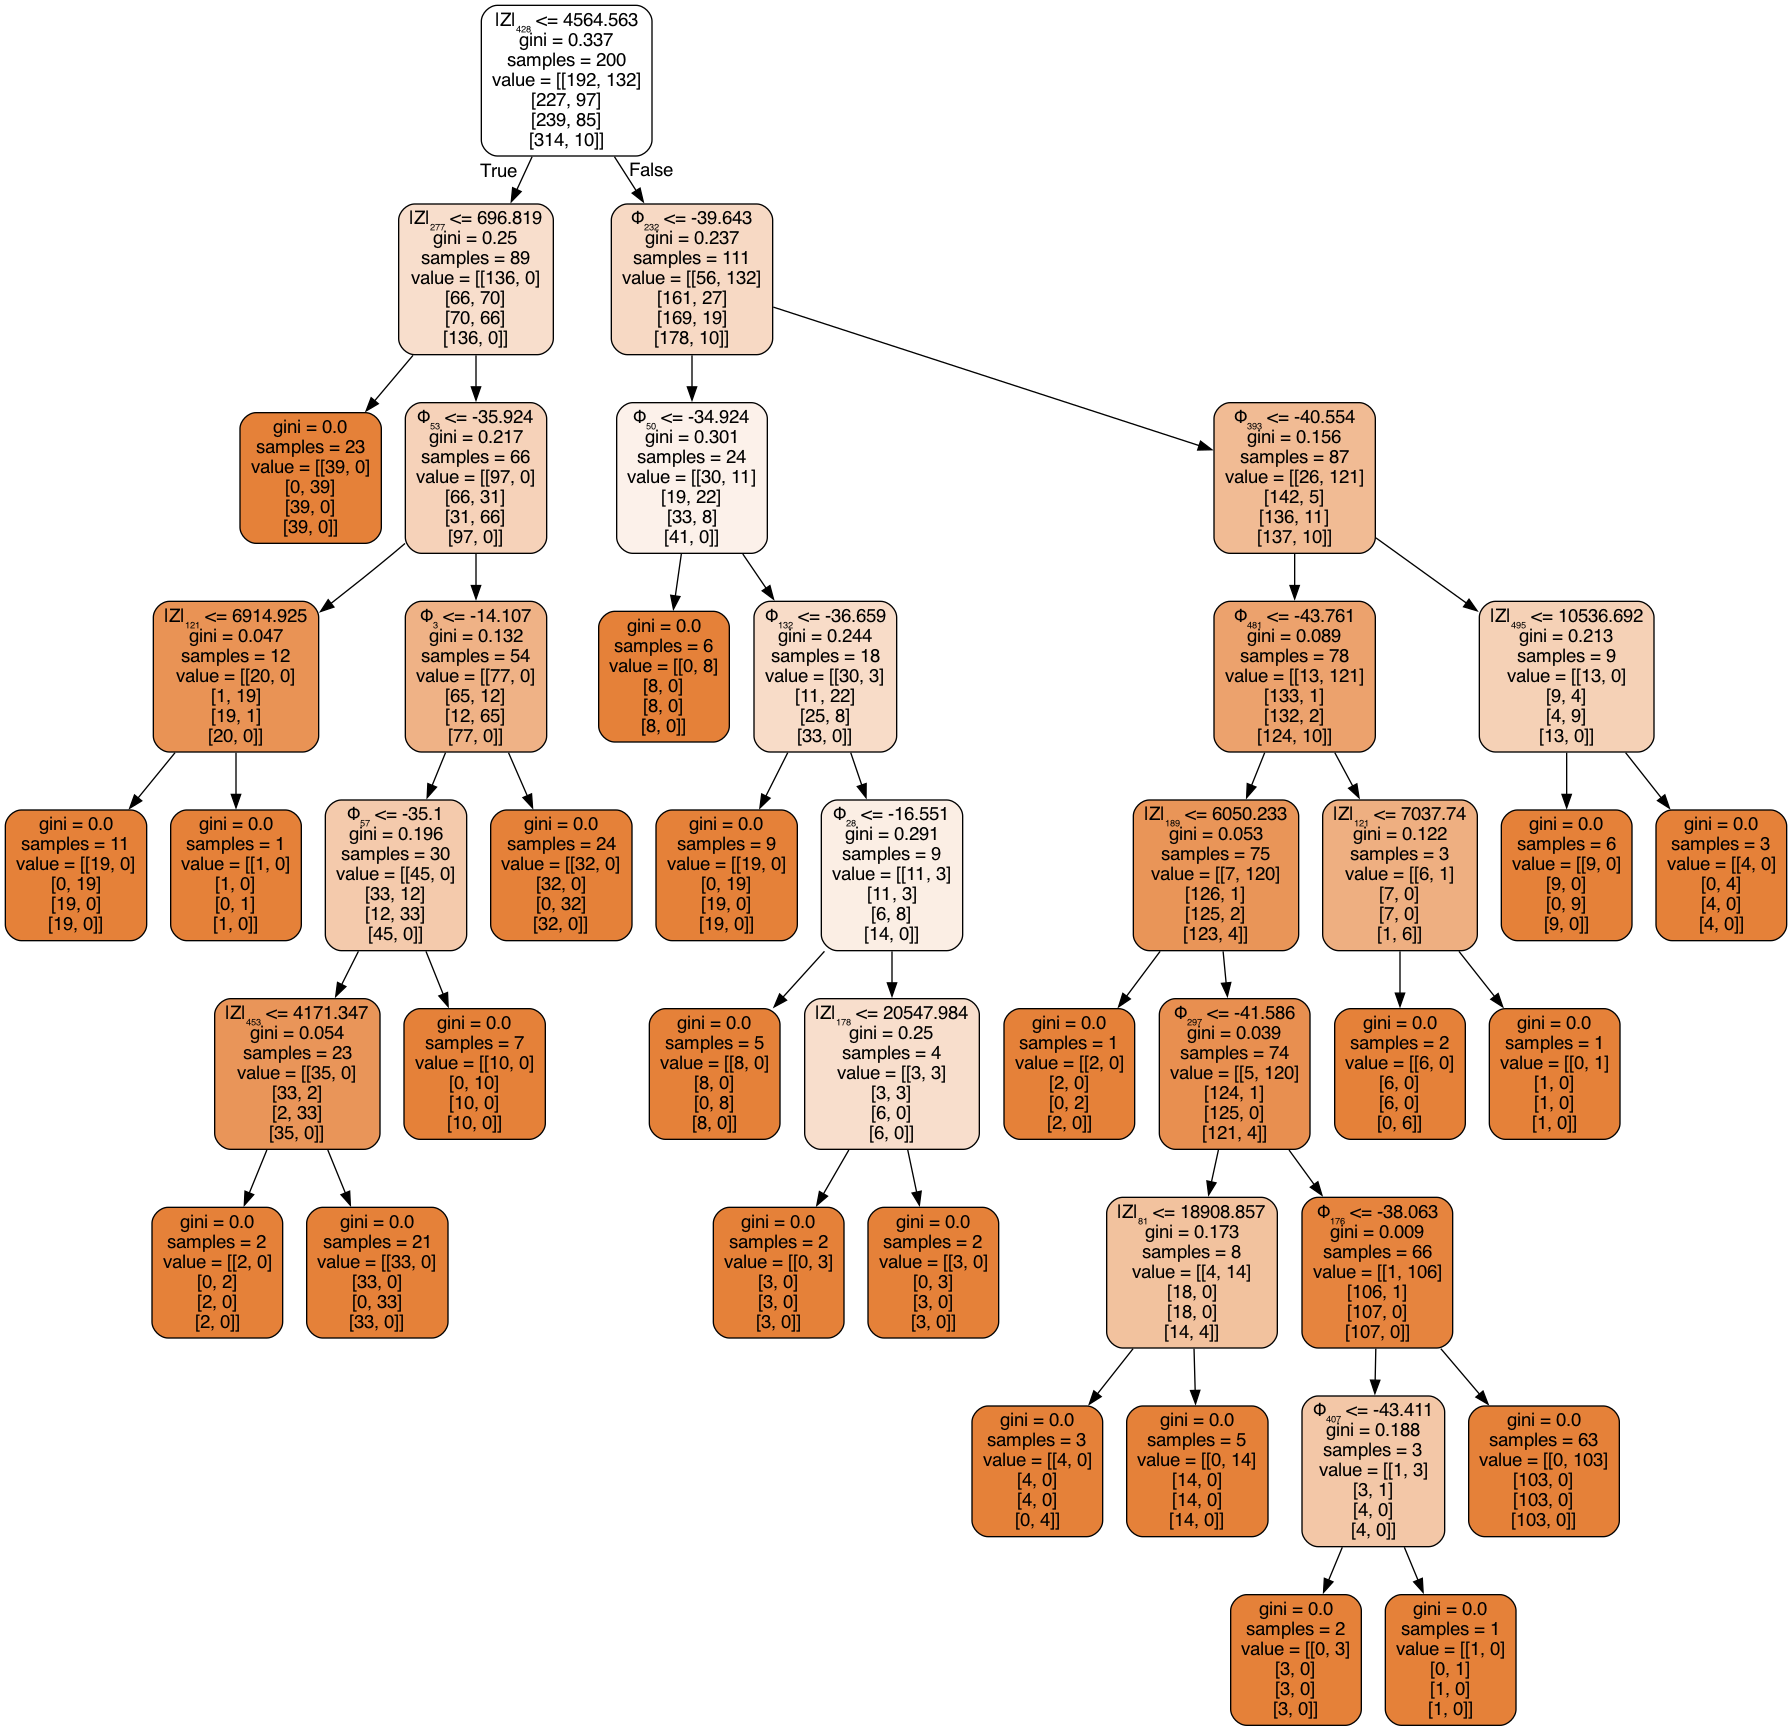 |Z|₄₂₈ <= 4564.563
gini = 0.337
samples = 200
value = [[192, 132]
[227, 97]
[239, 85]
[314, 10]]
True
False
|Z|₂₇₇ <= 696.819
gini = 0.25
samples = 89
value = [[136, 0]
[66, 70]
[70, 66]
[136, 0]]
Φ₂₃₂ <= -39.643
gini = 0.237
samples = 111
value = [[56, 132]
[161, 27]
[169, 19]
[178, 10]]
gini = 0.0
samples = 23
value = [[39, 0]
[0, 39]
[39, 0]
[39, 0]]
Φ₅₃ <= -35.924
gini = 0.217
samples = 66
value = [[97, 0]
[66, 31]
[31, 66]
[97, 0]]
Φ₅₀ <= -34.924
gini = 0.301
samples = 24
value = [[30, 11]
[19, 22]
[33, 8]
[41, 0]]
Φ₃₉₃ <= -40.554
gini = 0.156
samples = 87
value = [[26, 121]
[142, 5]
[136, 11]
[137, 10]]
|Z|₁₂₁ <= 6914.925
gini = 0.047
samples = 12
value = [[20, 0]
[1, 19]
[19, 1]
[20, 0]]
Φ₃ <= -14.107
gini = 0.132
samples = 54
value = [[77, 0]
[65, 12]
[12, 65]
[77, 0]]
gini = 0.0
samples = 6
value = [[0, 8]
[8, 0]
[8, 0]
[8, 0]]
Φ₁₃₂ <= -36.659
gini = 0.244
samples = 18
value = [[30, 3]
[11, 22]
[25, 8]
[33, 0]]
Φ₄₈₁ <= -43.761
gini = 0.089
samples = 78
value = [[13, 121]
[133, 1]
[132, 2]
[124, 10]]
|Z|₄₉₅ <= 10536.692
gini = 0.213
samples = 9
value = [[13, 0]
[9, 4]
[4, 9]
[13, 0]]
gini = 0.0
samples = 11
value = [[19, 0]
[0, 19]
[19, 0]
[19, 0]]
gini = 0.0
samples = 1
value = [[1, 0]
[1, 0]
[0, 1]
[1, 0]]
Φ₅₇ <= -35.1
gini = 0.196
samples = 30
value = [[45, 0]
[33, 12]
[12, 33]
[45, 0]]
gini = 0.0
samples = 24
value = [[32, 0]
[32, 0]
[0, 32]
[32, 0]]
gini = 0.0
samples = 9
value = [[19, 0]
[0, 19]
[19, 0]
[19, 0]]
Φ₂₈ <= -16.551
gini = 0.291
samples = 9
value = [[11, 3]
[11, 3]
[6, 8]
[14, 0]]
|Z|₁₈₉ <= 6050.233
gini = 0.053
samples = 75
value = [[7, 120]
[126, 1]
[125, 2]
[123, 4]]
|Z|₁₂₁ <= 7037.74
gini = 0.122
samples = 3
value = [[6, 1]
[7, 0]
[7, 0]
[1, 6]]
gini = 0.0
samples = 6
value = [[9, 0]
[9, 0]
[0, 9]
[9, 0]]
gini = 0.0
samples = 3
value = [[4, 0]
[0, 4]
[4, 0]
[4, 0]]
|Z|₄₅₃ <= 4171.347
gini = 0.054
samples = 23
value = [[35, 0]
[33, 2]
[2, 33]
[35, 0]]
gini = 0.0
samples = 7
value = [[10, 0]
[0, 10]
[10, 0]
[10, 0]]
gini = 0.0
samples = 5
value = [[8, 0]
[8, 0]
[0, 8]
[8, 0]]
|Z|₁₇₈ <= 20547.984
gini = 0.25
samples = 4
value = [[3, 3]
[3, 3]
[6, 0]
[6, 0]]
gini = 0.0
samples = 1
value = [[2, 0]
[2, 0]
[0, 2]
[2, 0]]
Φ₂₉₇ <= -41.586
gini = 0.039
samples = 74
value = [[5, 120]
[124, 1]
[125, 0]
[121, 4]]
gini = 0.0
samples = 2
value = [[6, 0]
[6, 0]
[6, 0]
[0, 6]]
gini = 0.0
samples = 1
value = [[0, 1]
[1, 0]
[1, 0]
[1, 0]]
gini = 0.0
samples = 2
value = [[2, 0]
[0, 2]
[2, 0]
[2, 0]]
gini = 0.0
samples = 21
value = [[33, 0]
[33, 0]
[0, 33]
[33, 0]]
gini = 0.0
samples = 2
value = [[0, 3]
[3, 0]
[3, 0]
[3, 0]]
gini = 0.0
samples = 2
value = [[3, 0]
[0, 3]
[3, 0]
[3, 0]]
|Z|₈₁ <= 18908.857
gini = 0.173
samples = 8
value = [[4, 14]
[18, 0]
[18, 0]
[14, 4]]
Φ₁₇₆ <= -38.063
gini = 0.009
samples = 66
value = [[1, 106]
[106, 1]
[107, 0]
[107, 0]]
gini = 0.0
samples = 3
value = [[4, 0]
[4, 0]
[4, 0]
[0, 4]]
gini = 0.0
samples = 5
value = [[0, 14]
[14, 0]
[14, 0]
[14, 0]]
Φ₄₀₇ <= -43.411
gini = 0.188
samples = 3
value = [[1, 3]
[3, 1]
[4, 0]
[4, 0]]
gini = 0.0
samples = 63
value = [[0, 103]
[103, 0]
[103, 0]
[103, 0]]
gini = 0.0
samples = 2
value = [[0, 3]
[3, 0]
[3, 0]
[3, 0]]
gini = 0.0
samples = 1
value = [[1, 0]
[0, 1]
[1, 0]
[1, 0]]